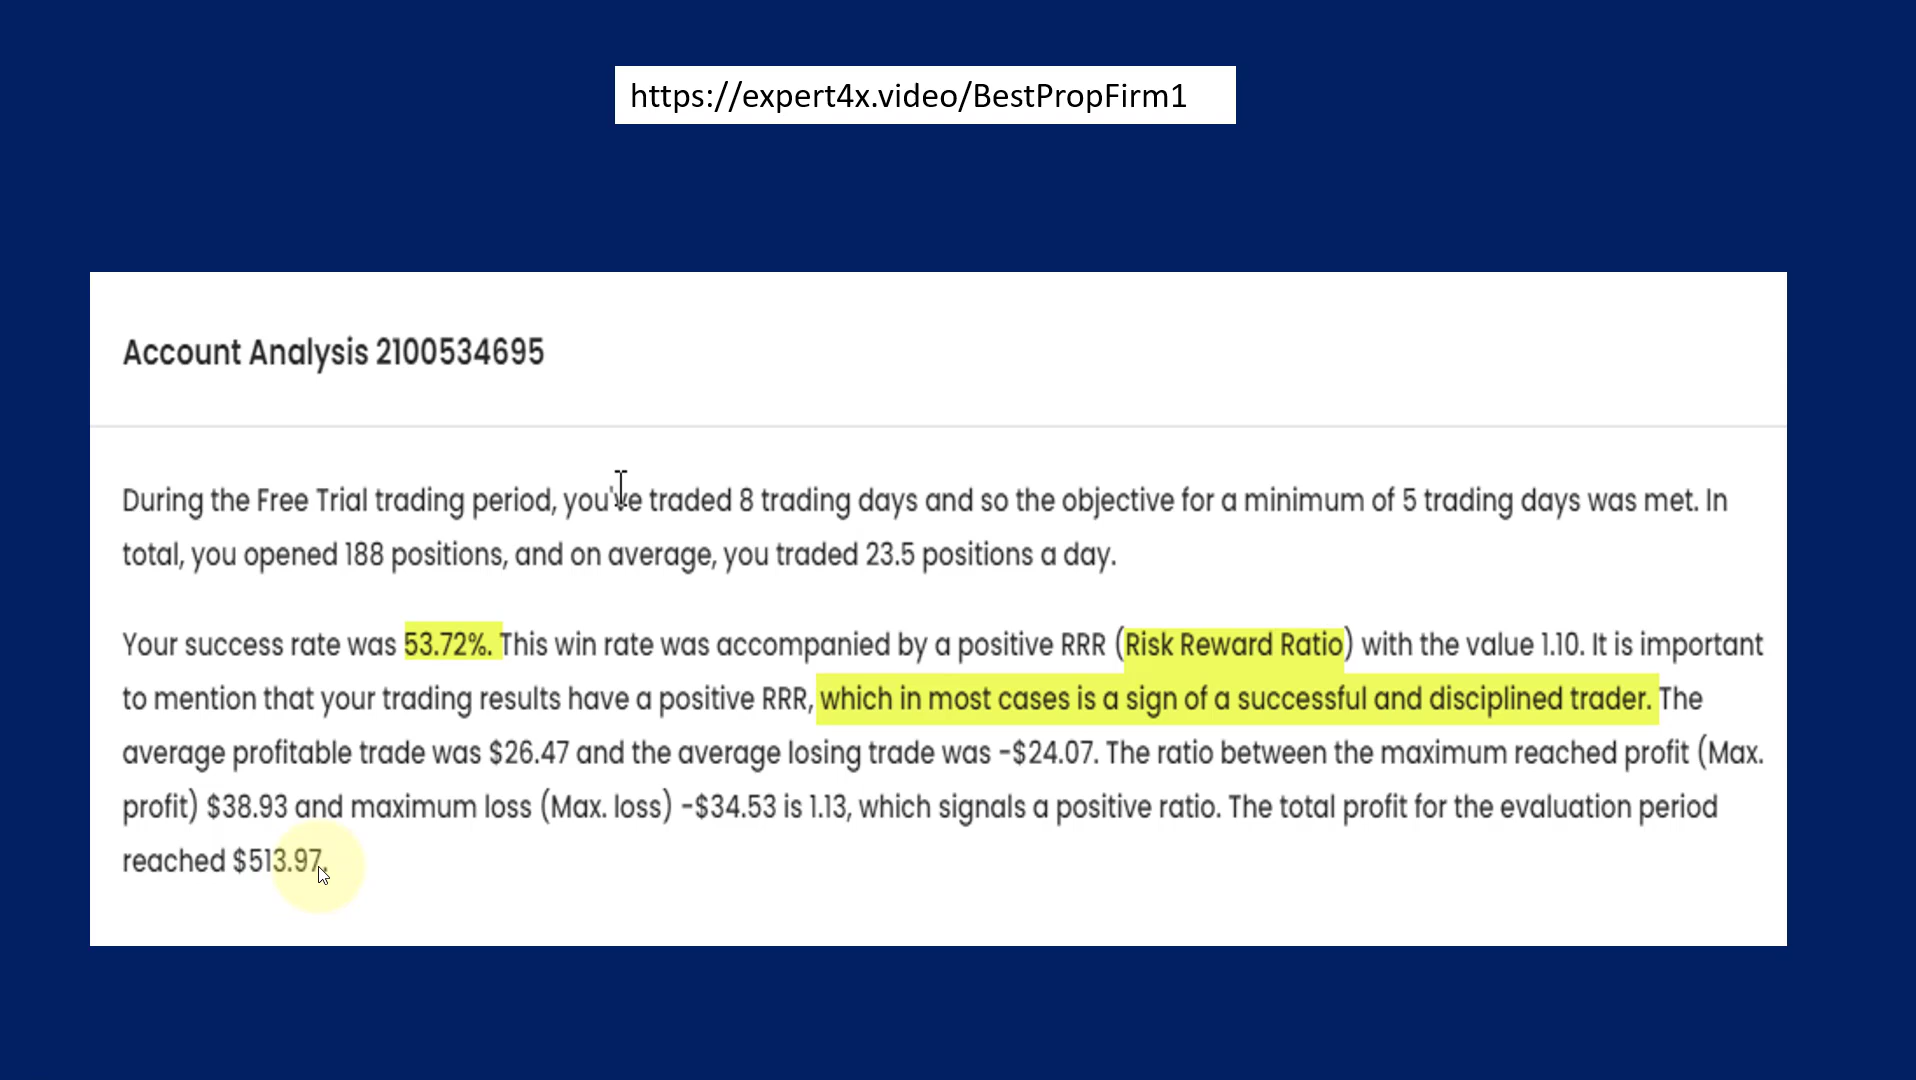 https://expert4x.video/BestPropFirm1
Account Analysis 2100534695
During the Free Trial trading period, you've traded 8 trading days and so the objective for a minimum of 5 trading days was met. In
total, you opened 188 positions, and on average, you traded 23.5 positions a day.
Your success rate was 53.72%. This win rate was accompanied by a positive RRR (Risk Reward Ratio) with the value 1.10. It is important
to mention that your trading results have a positive RRR, which in most cases is a sign of a successful and disciplined trader. The
average profitable trade was $26.47 and the average losing trade was -$24.07. The ratio between the maximum reached profit (Max.
profit) $38.93 and maximum loss (Max. loss) -$34.53 is 1.13, which signals a positive ratio. The total profit for the evaluation period
reached $513.97.